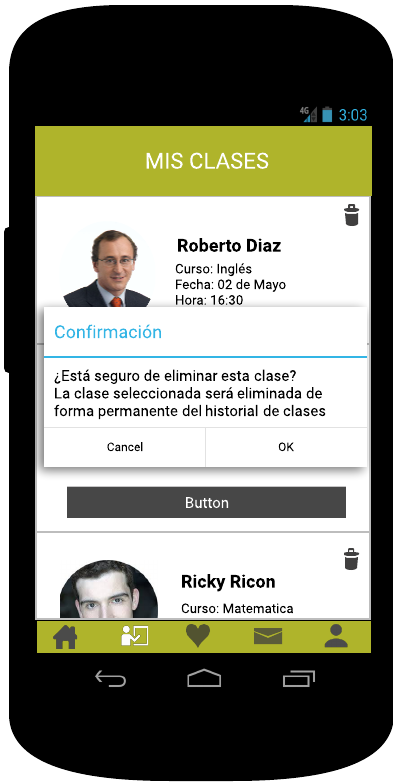 4G 3:03
MIS CLASES
Roberto Diaz
Curso: Inglés
Fecha: 02 de Mayo
Hora: 16:30
Confirmación
¿Está seguro de eliminar esta clase?
La clase seleccionada será eliminada de
forma permanente del historial de clases
Cancel OK
Button
Ricky Ricon
Curso: Matematica